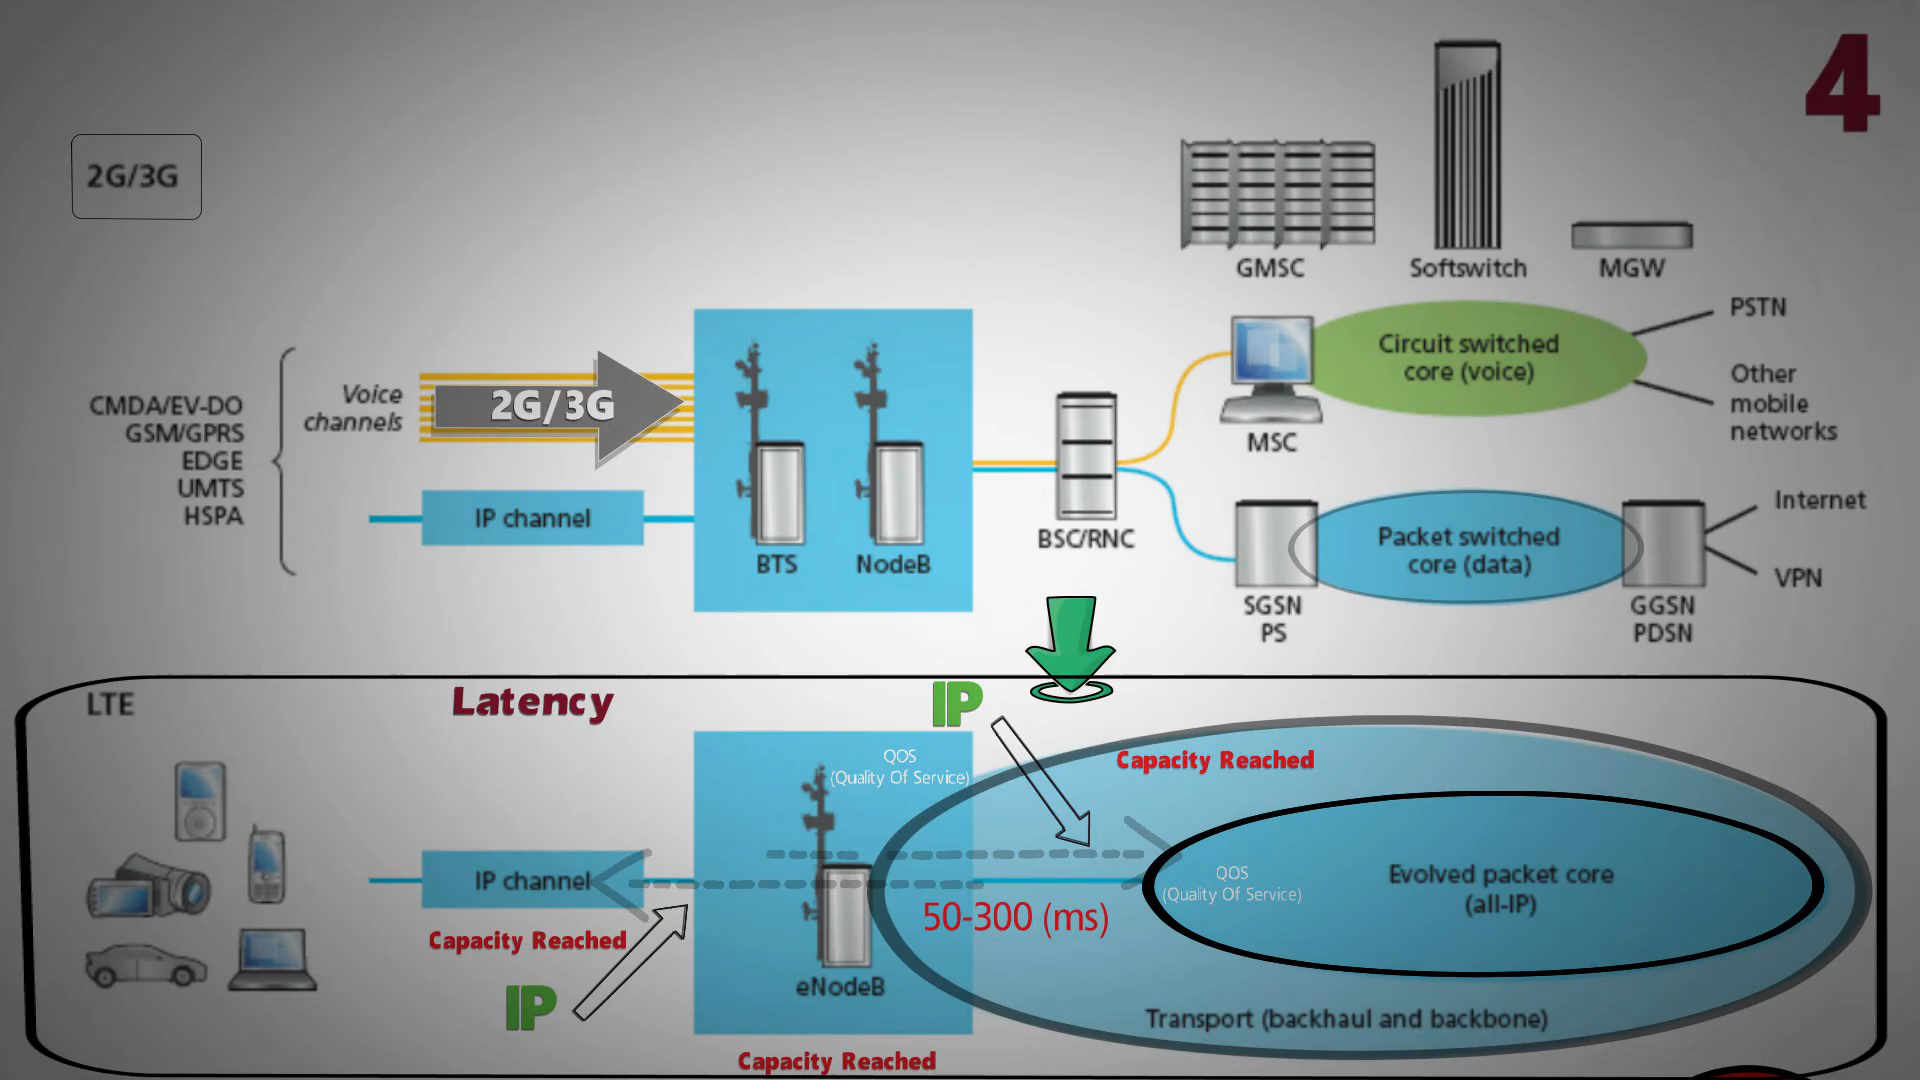 4
2G/3G
GMSC
Softswitch
MGW
PSTN
Circuit switched
core (voice)
Other
mobile
networks
MSC
CMDA/EV-DO
GSM/GPRS
EDGE
UMTS
HSPA
Voice
channels
2G/3G
IP channel
BTS
NodeB
BSC/RNC
Internet
Packet switched
core (data)
VPN
SGSN
PS
GGSN
PDSN
LTE
Latency
IP
QOS
(Quality Of Service)
Capacity Reached
IP channel
QOS
(Quality Of Service)
Evolved packet core
(all-IP)
50-300 (ms)
Capacity Reached
eNodeB
IP
Transport (backhaul and backbone)
Capacity Reached